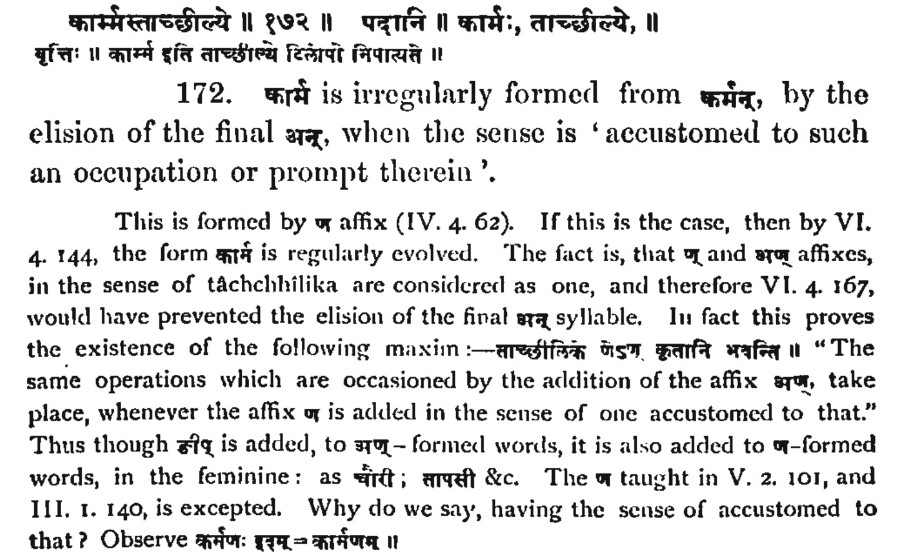 कार्म्मस्ताच्छील्ये ॥ १७२ ॥ पदानि ॥ कार्मः, ताच्छील्ये, ॥
वृत्तिः ॥ कार्म्म इति ताच्छील्ये टिलोपो निपात्यते ॥
172. कार्म is irregularly formed from कर्मन्, by the
elision of the final अन्, when the sense is ‘accustomed to such
an occupation or prompt therein’.
This is formed by ण affix (IV. 4. 62). If this is the case, then by VI.
4. 144, the form कार्म is regularly evolved. The fact is, that ण् and अण् affixes,
in the sense of tâchchhîlika are considered as one, and therefore VI. 4. 167,
would have prevented the elision of the final अन् syllable. In fact this proves
the existence of the following maxim :—ताच्छीलिके णेऽण् कृतानि भवन्ति ॥ “The
same operations which are occasioned by the addition of the affix अण्, take
place, whenever the affix ण is added in the sense of one accustomed to that.”
Thus though ङीप् is added, to अण्-formed words, it is also added to ण-formed
words, in the feminine : as चौरी ; तापसी &c. The ण taught in V. 2. 101, and
III. 1. 140, is excepted. Why do we say, having the sense of accustomed to
that ? Observe कर्मणः इदम् = कार्मणम् ॥